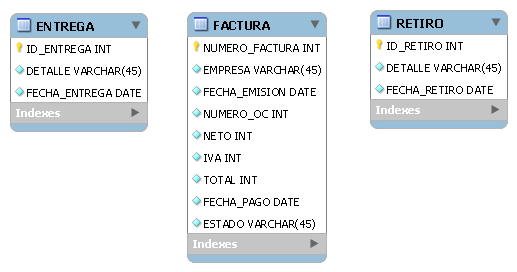 ENTREGA
ID_ENTREGA INT
DETALLE VARCHAR(45)
FECHA_ENTREGA DATE
Indexes
FACTURA
NUMERO_FACTURA INT
EMPRESA VARCHAR(45)
FECHA_EMISION DATE
NUMERO_OC INT
NETO INT
IVA INT
TOTAL INT
FECHA_PAGO DATE
ESTADO VARCHAR(45)
Indexes
RETIRO
ID_RETIRO INT
DETALLE VARCHAR(45)
FECHA_RETIRO DATE
Indexes